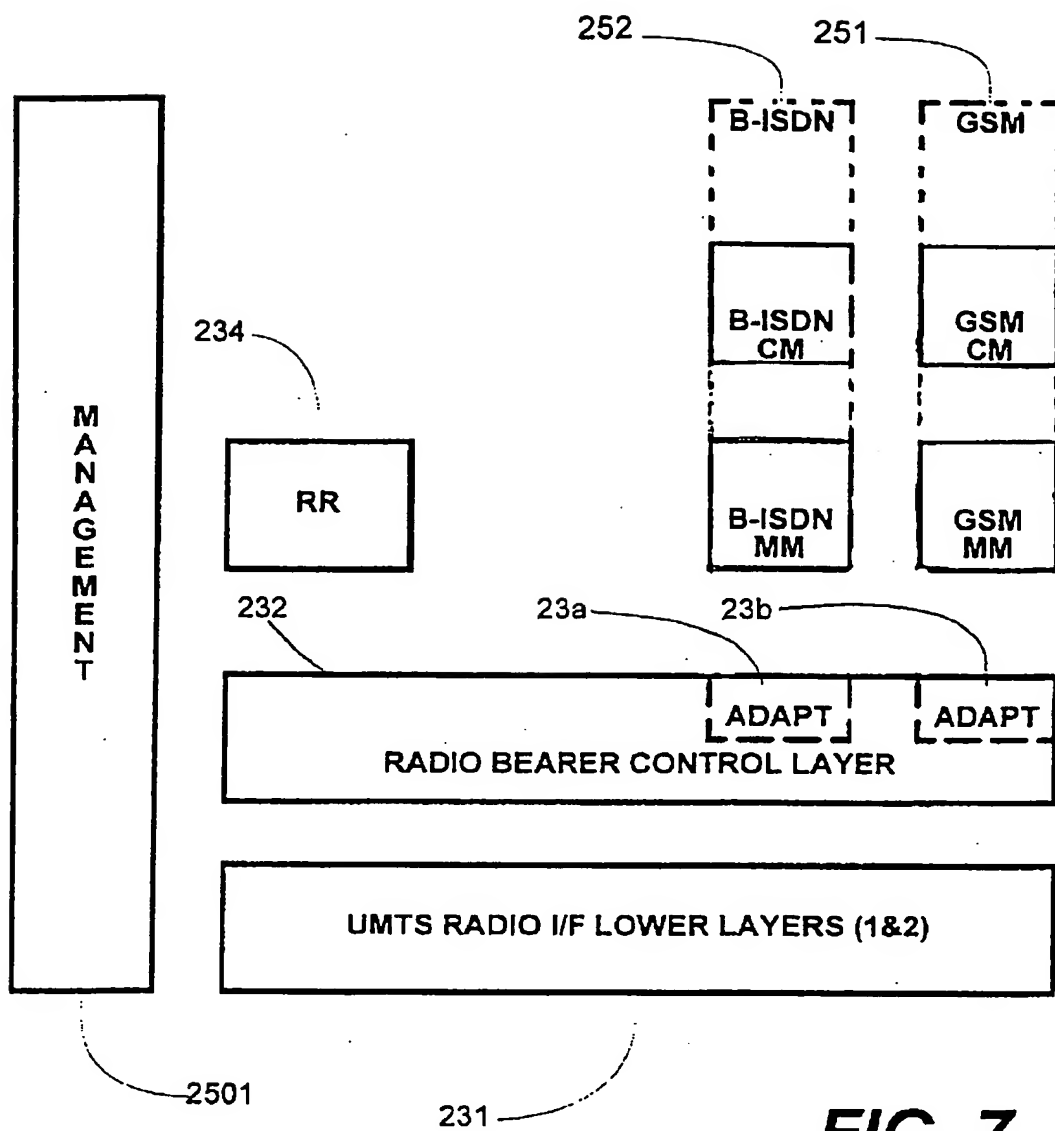 252
251
B-ISDN
GSM
234
B-ISDN
CM
GSM
CM
MANAGEMENT
RR
B-ISDN
MM
GSM
MM
232
23a
23b
ADAPT
ADAPT
RADIO BEARER CONTROL LAYER
UMTS RADIO I/F LOWER LAYERS (1&2)
2501
231
FIG. 7